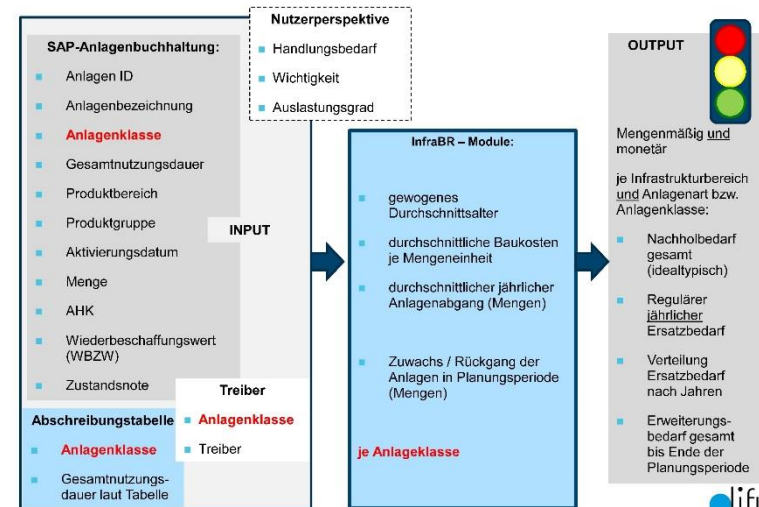 Nutzerperspektive
Handlungsbedarf
Wichtigkeit
Auslastungsgrad
SAP-Anlagenbuchhaltung:
Anlagen ID
Anlagenbezeichnung
Anlagenklasse
Gesamtnutzungsdauer
Produktbereich
Produktgruppe
Aktivierungsdatum
Menge
AHK
Wiederbeschaffungswert
(WBZW)
Zustandsnote
INPUT
Treiber
Anlagenklasse
Treiber
Abschreibungstabelle
Anlagenklasse
Gesamtnutzungs-
dauer laut Tabelle
InfraBR – Module:
gewogenes
Durchschnittsalter
durchschnittliche Baukosten
je Mengeneinheit
durchschnittlicher jährlicher
Anlagenabgang (Mengen)
Zuwachs / Rückgang der
Anlagen in Planungsperiode
(Mengen)
je Anlageklasse
OUTPUT
Mengenmäßig und
monetär
je Infrastrukturbereich
und Anlagenart bzw.
Anlagenklasse:
Nachholbedarf
gesamt
(idealtypisch)
Regulärer
jährlicher
Ersatzbedarf
Verteilung
Ersatzbedarf
nach Jahren
Erweiterungs-
bedarf gesamt
bis Ende der
Planungsperiode